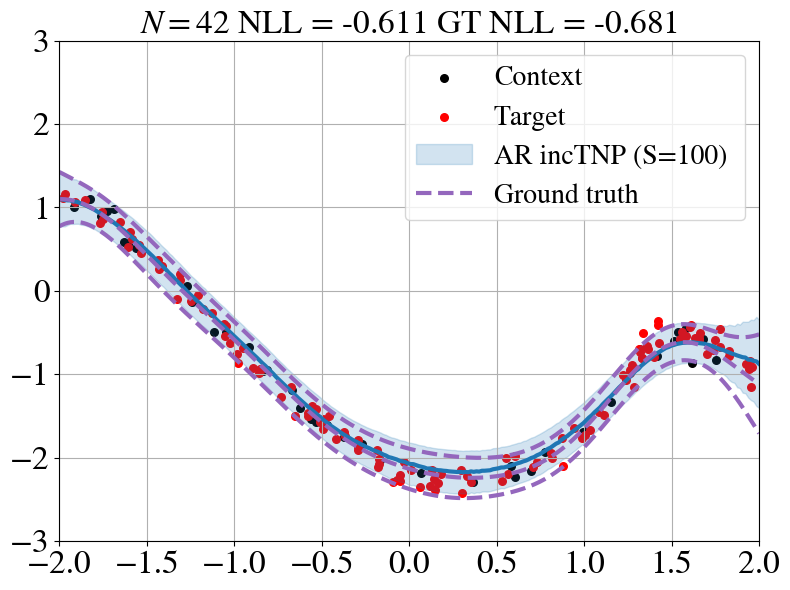 N = 42 NLL = -0.611 GT NLL = -0.681
3
2
1
0
−1
−2
−3
Context
Target
AR incTNP (S=100)
Ground truth
−2.0 −1.5 −1.0 −0.5 0.0 0.5 1.0 1.5 2.0